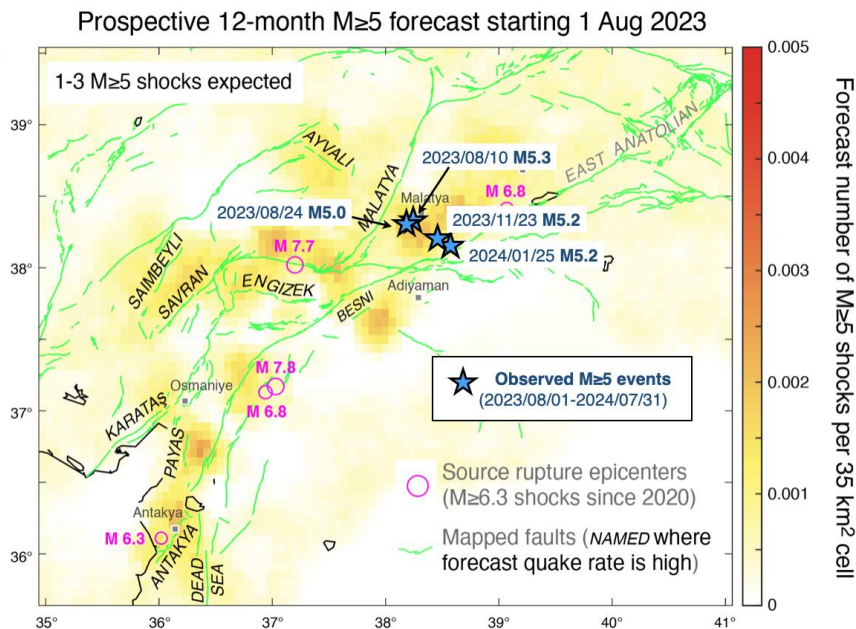 Prospective 12-month M≥5 forecast starting 1 Aug 2023
1-3 M≥5 shocks expected
0.005
0.004
0.003
0.002
0.001
0
Forecast number of M≥5 shocks per 35 km² cell
39°
38°
37°
36°
35°
36°
37°
38°
39°
40°
41°
AYVALI
MALATYA
EAST ANATOLIAN
2023/08/10 M5.3
Malatya
M 6.8
2023/08/24 M5.0
2023/11/23 M5.2
2024/01/25 M5.2
M 7.7
SAIMBEYLI
SAVRAN
ENGIZEK
BESNI
Adiyaman
M 7.8
M 6.8
Osmaniye
KARATAŞ
PAYAS
Observed M≥5 events
(2023/08/01-2024/07/31)
Source rupture epicenters
(M≥6.3 shocks since 2020)
Antakya
M 6.3
ANTAKYA
DEAD
SEA
Mapped faults (NAMED where
forecast quake rate is high)